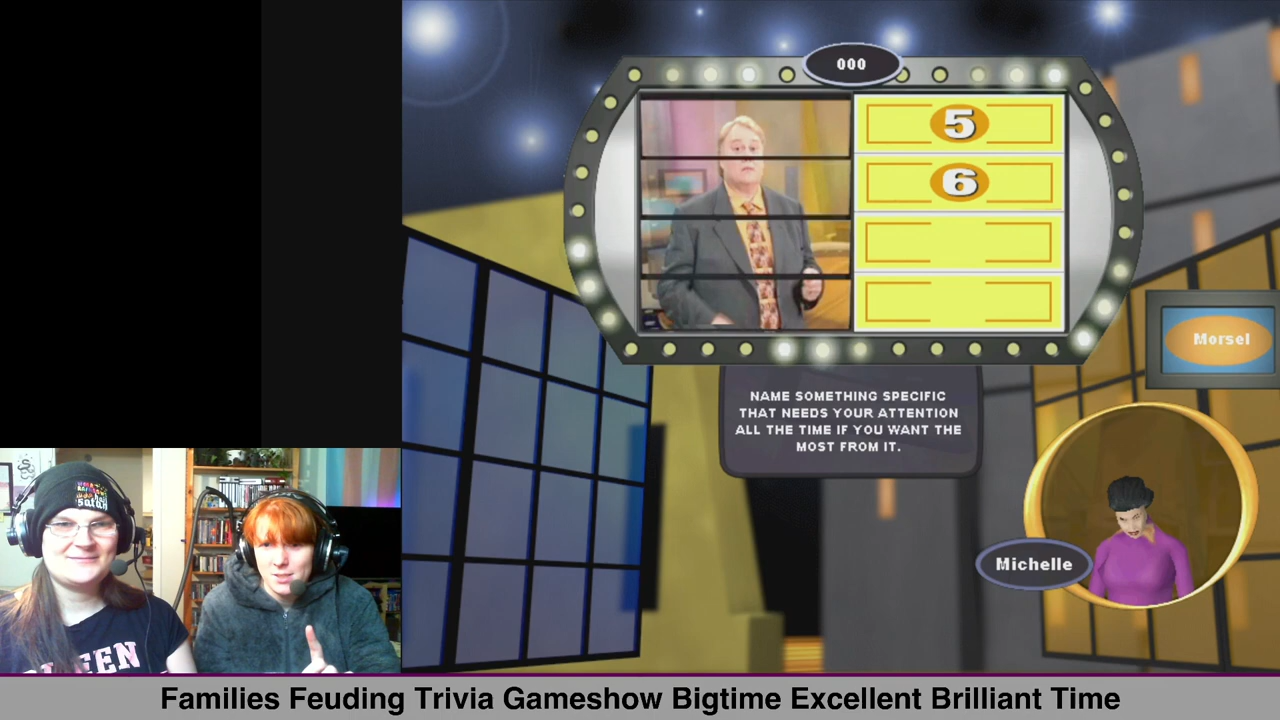 000
5
6
NAME SOMETHING SPECIFIC
THAT NEEDS YOUR ATTENTION
ALL THE TIME IF YOU WANT THE
MOST FROM IT.
Morsel
Michelle
Families Feuding Trivia Gameshow Bigtime Excellent Brilliant Time